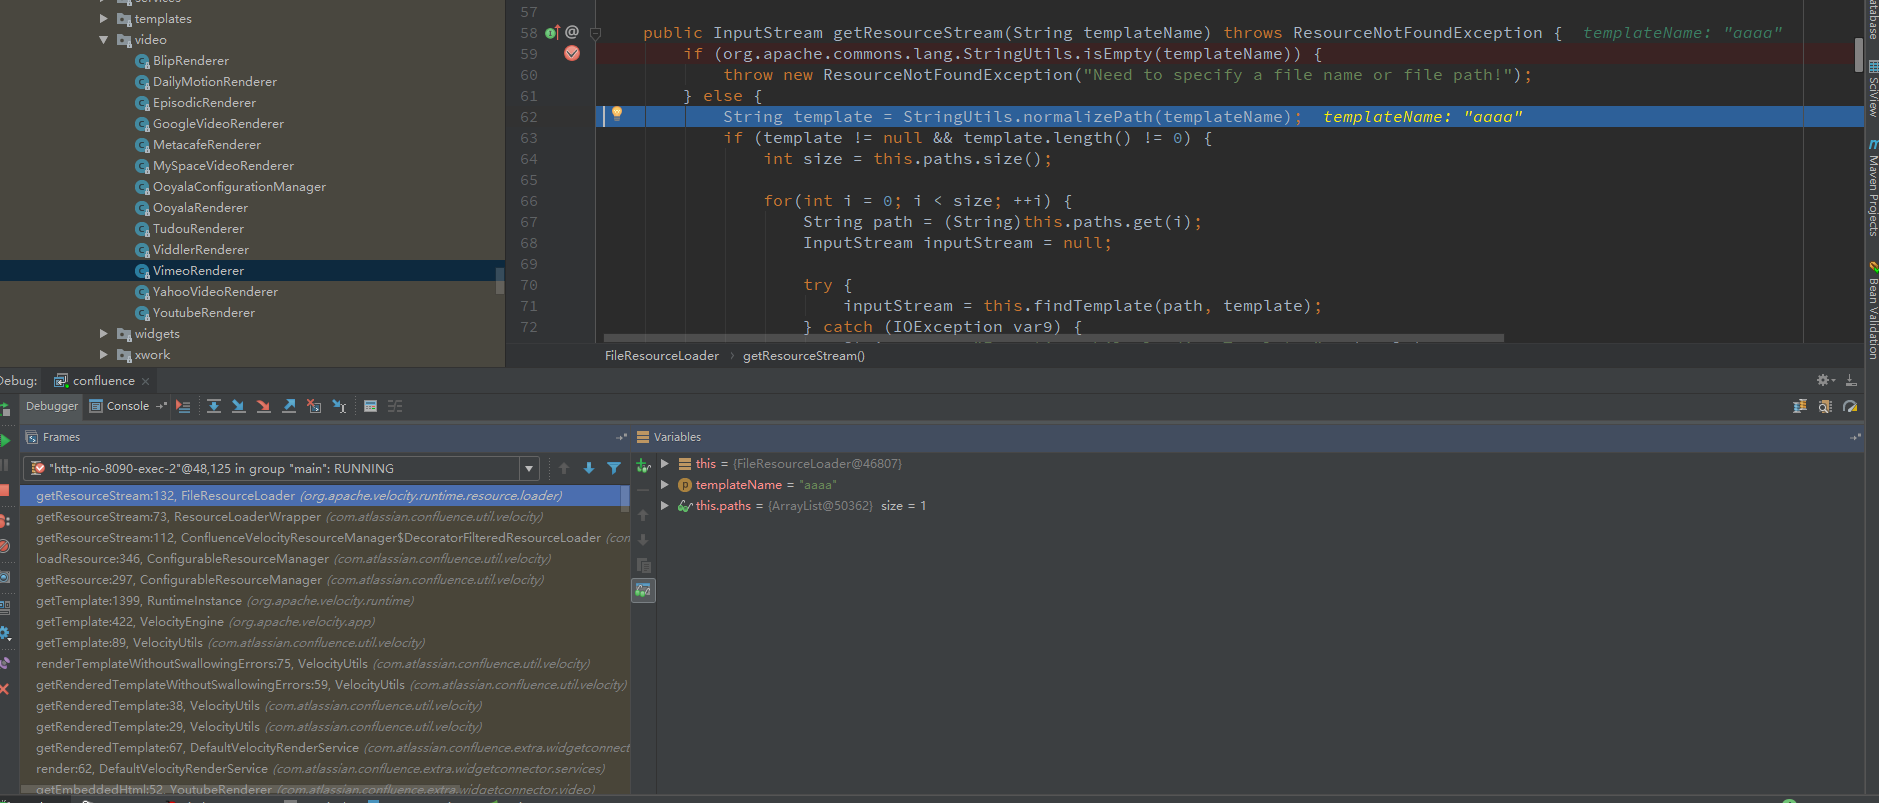 services
templates
video
BlipRenderer
DailyMotionRenderer
EpisodicRenderer
GoogleVideoRenderer
MetacafeRenderer
MySpaceVideoRenderer
OoyalaConfigurationManager
OoyalaRenderer
TudouRenderer
ViddlerRenderer
VimeoRenderer
YahooVideoRenderer
YoutubeRenderer
widgets
xwork
57
58 @ public InputStream getResourceStream(String templateName) throws ResourceNotFoundException { templateName: "aaaa"
59 if (org.apache.commons.lang.StringUtils.isEmpty(templateName)) {
60 throw new ResourceNotFoundException("Need to specify a file name or file path!");
61 } else {
62 String template = StringUtils.normalizePath(templateName); templateName: "aaaa"
63 if (template != null && template.length() != 0) {
64 int size = this.paths.size();
65
66 for(int i = 0; i < size; ++i) {
67 String path = (String)this.paths.get(i);
68 InputStream inputStream = null;
69
70 try {
71 inputStream = this.findTemplate(path, template);
72 } catch (IOException var9) {
FileResourceLoader › getResourceStream()
Database
SciView
Maven Projects
Bean Validation
Debug: confluence ×
Debugger Console
Frames
Variables
"http-nio-8090-exec-2"@48,125 in group "main": RUNNING
getResourceStream:132, FileResourceLoader (org.apache.velocity.runtime.resource.loader)
getResourceStream:73, ResourceLoaderWrapper (com.atlassian.confluence.util.velocity)
getResourceStream:112, ConfluenceVelocityResourceManager$DecoratorFilteredResourceLoader (con
loadResource:346, ConfigurableResourceManager (com.atlassian.confluence.util.velocity)
getResource:297, ConfigurableResourceManager (com.atlassian.confluence.util.velocity)
getTemplate:1399, RuntimeInstance (org.apache.velocity.runtime)
getTemplate:422, VelocityEngine (org.apache.velocity.app)
getTemplate:89, VelocityUtils (com.atlassian.confluence.util.velocity)
renderTemplateWithoutSwallowingErrors:75, VelocityUtils (com.atlassian.confluence.util.velocity)
getRenderedTemplateWithoutSwallowingErrors:59, VelocityUtils (com.atlassian.confluence.util.velocity)
getRenderedTemplate:38, VelocityUtils (com.atlassian.confluence.util.velocity)
getRenderedTemplate:29, VelocityUtils (com.atlassian.confluence.util.velocity)
getRenderedTemplate:67, DefaultVelocityRenderService (com.atlassian.confluence.extra.widgetconnect
render:62, DefaultVelocityRenderService (com.atlassian.confluence.extra.widgetconnector.services)
getEmbeddedHtml:52, YoutubeRenderer (com.atlassian.confluence.extra.widgetconnector.video)
this = {FileResourceLoader@46807}
templateName = "aaaa"
this.paths = {ArrayList@50362} size = 1